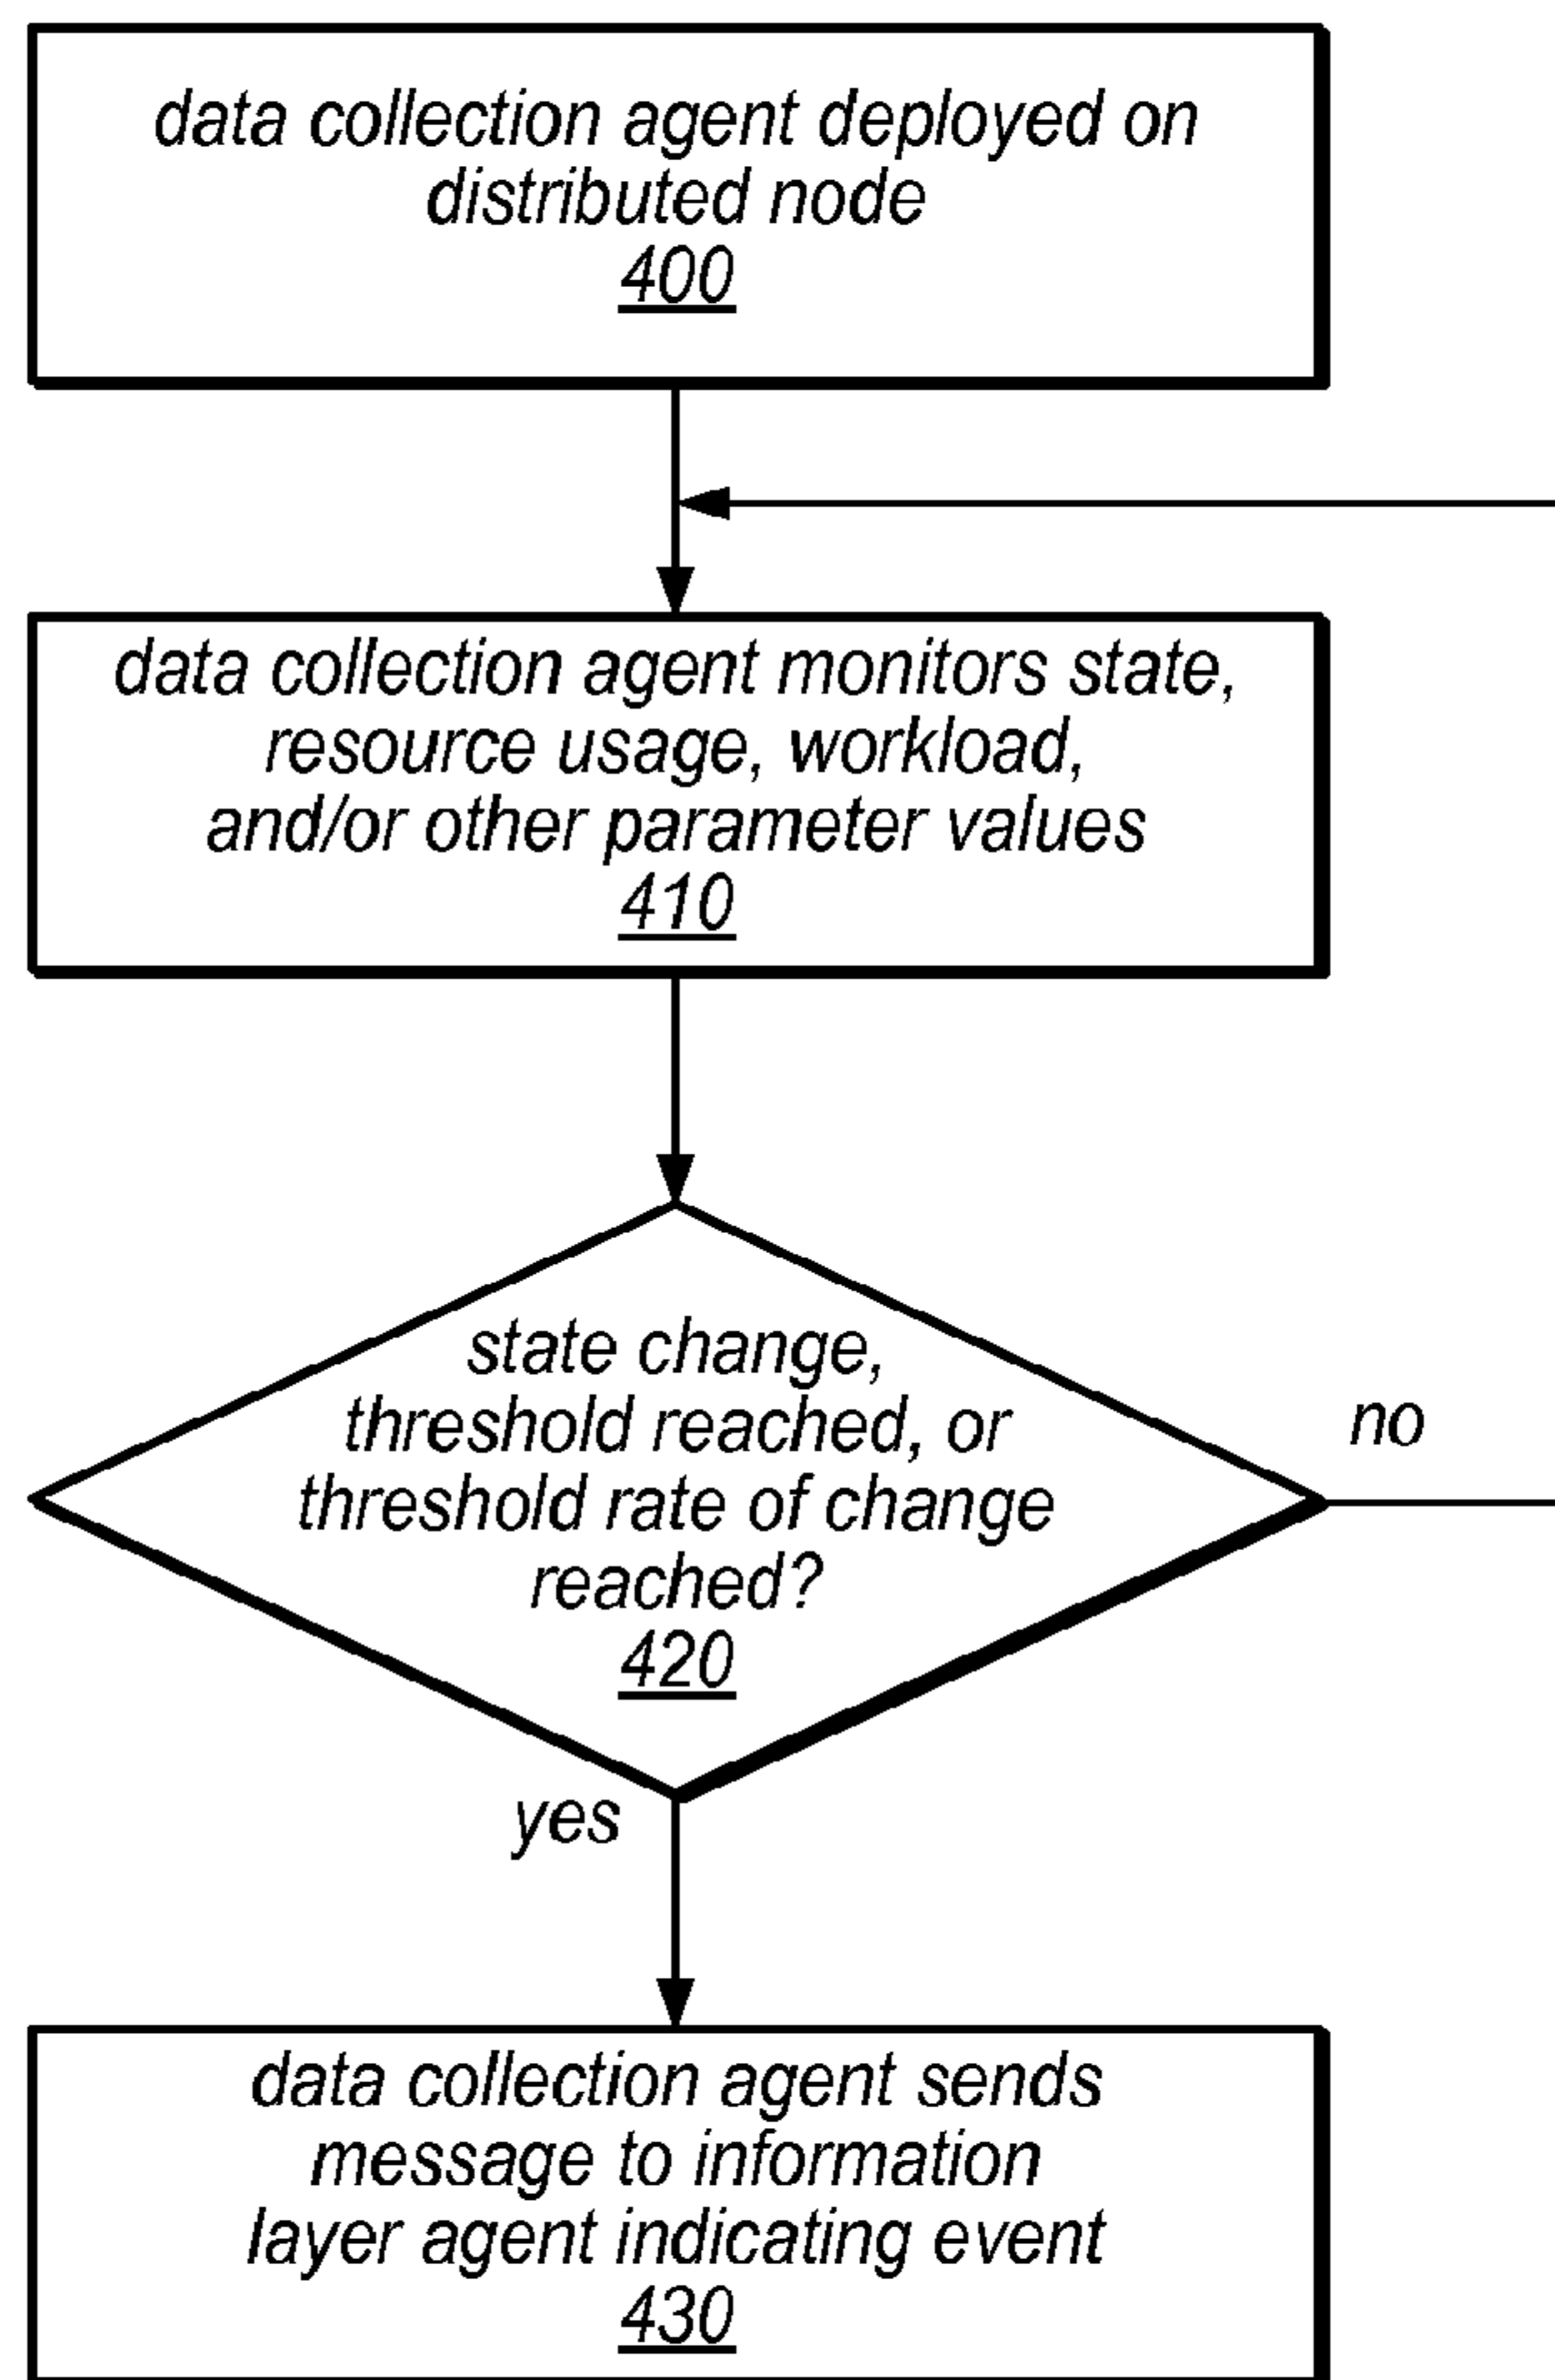 data collection agent deployed on
distributed node
400
data collection agent monitors state,
resource usage, workload,
and/or other parameter values
410
state change,
threshold reached, or
threshold rate of change
reached?
420
no
yes
data collection agent sends
message to information
layer agent indicating event
430